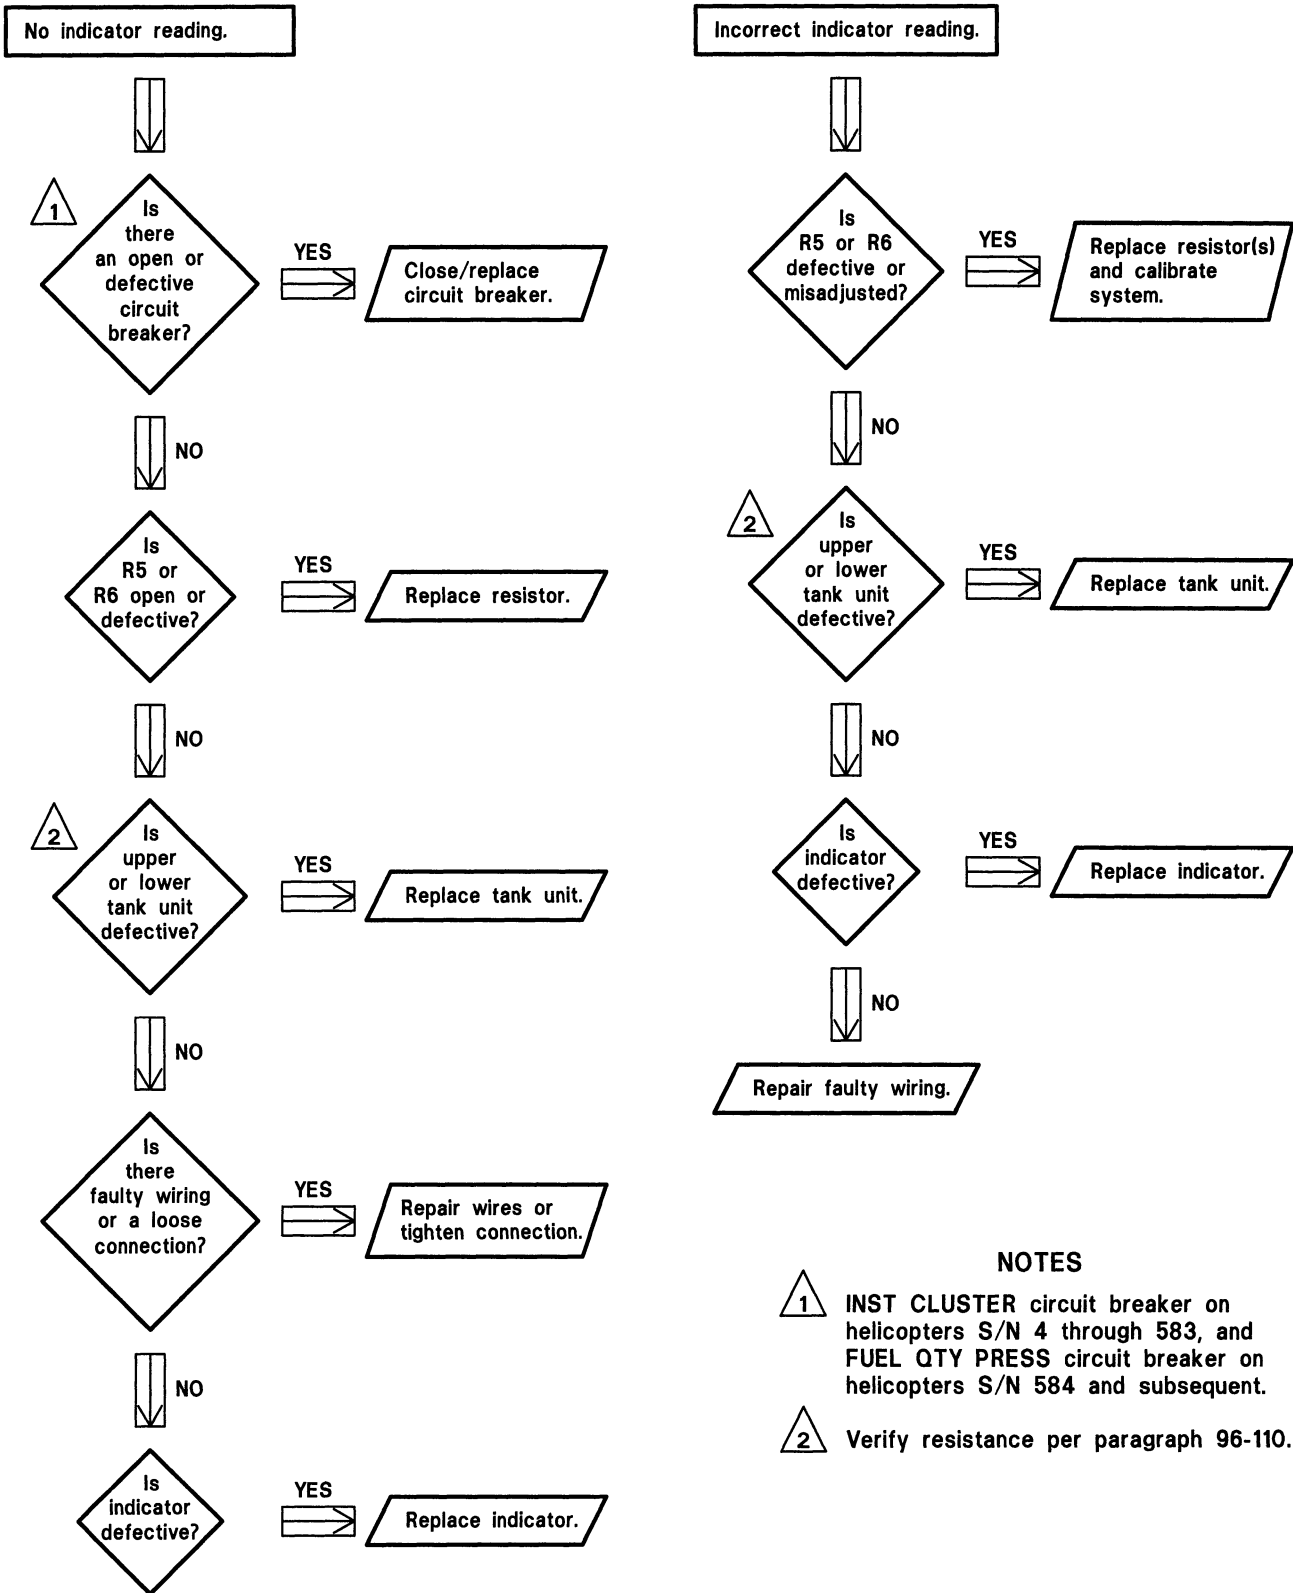 No indicator reading.
1
Is
there
an open or
defective
circuit
breaker?
YES
Close/replace
circuit breaker.
NO
Is
R5 or
R6 open or
defective?
YES
Replace resistor.
NO
2
Is
upper
or lower
tank unit
defective?
YES
Replace tank unit.
NO
Is
there
faulty wiring
or a loose
connection?
YES
Repair wires or
tighten connection.
NO
Is
indicator
defective?
YES
Replace indicator.
Incorrect indicator reading.
Is
R5 or R6
defective or
misadjusted?
YES
Replace resistor(s)
and calibrate
system.
NO
2
Is
upper
or lower
tank unit
defective?
YES
Replace tank unit.
NO
Is
indicator
defective?
YES
Replace indicator.
NO
Repair faulty wiring.
NOTES
1 INST CLUSTER circuit breaker on
helicopters S/N 4 through 583, and
FUEL QTY PRESS circuit breaker on
helicopters S/N 584 and subsequent.
2 Verify resistance per paragraph 96-110.